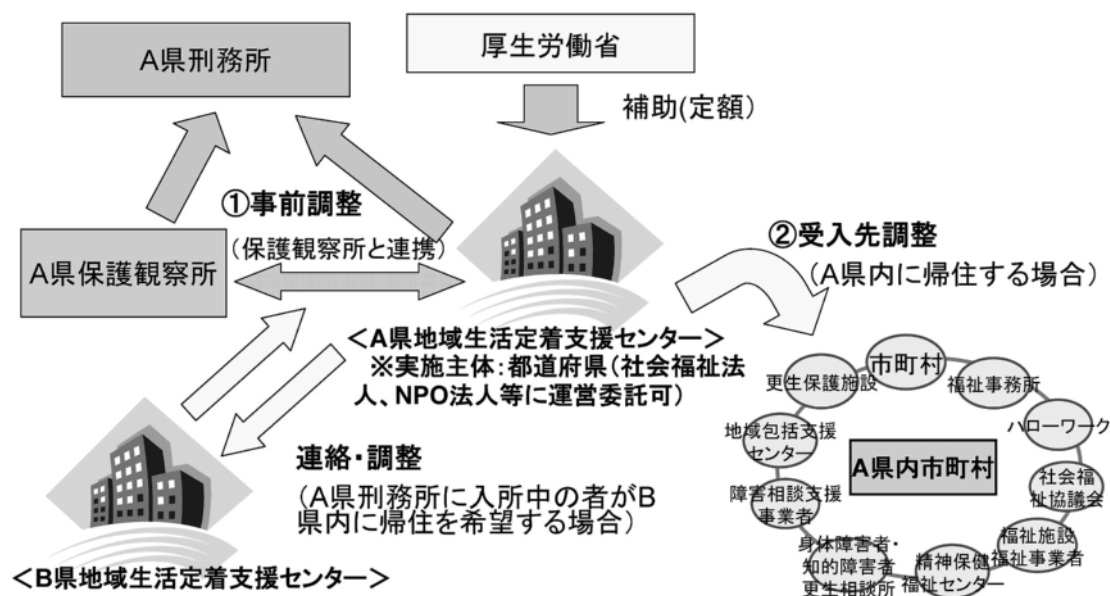 A県刑務所
厚生労働省
補助(定額）
①事前調整
（保護観察所と連携）
A県保護観察所
②受入先調整
（A県内に帰住する場合）
＜A県地域生活定着支援センター＞
※実施主体：都道府県（社会福祉法
人、NPO法人等に運営委託可）
連絡・調整
（A県刑務所に入所中の者がB
県内に帰住を希望する場合）
＜B県地域生活定着支援センター＞
市町村
更生保護施設
福祉事務所
地域包括支援
センター
ハローワーク
A県内市町村
障害相談支援
事業者
社会福
祉協議会
身体障害者・
知的障害者
更生相談所
精神保健
福祉センター
福祉施設
福祉事業者